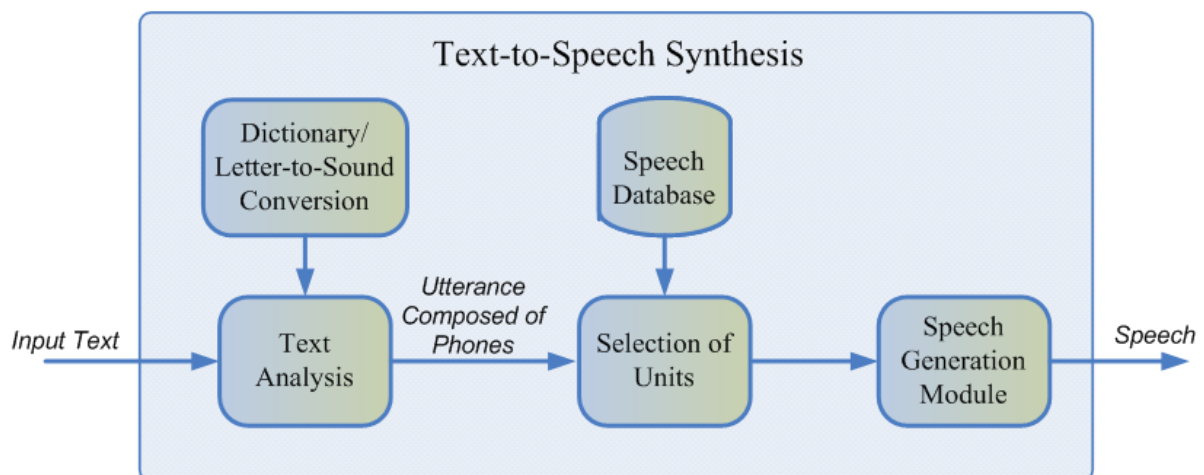 Text-to-Speech Synthesis
Dictionary/
Letter-to-Sound
Conversion
Speech
Database
Input Text
Text
Analysis
Utterance
Composed of
Phones
Selection of
Units
Speech
Generation
Module
Speech